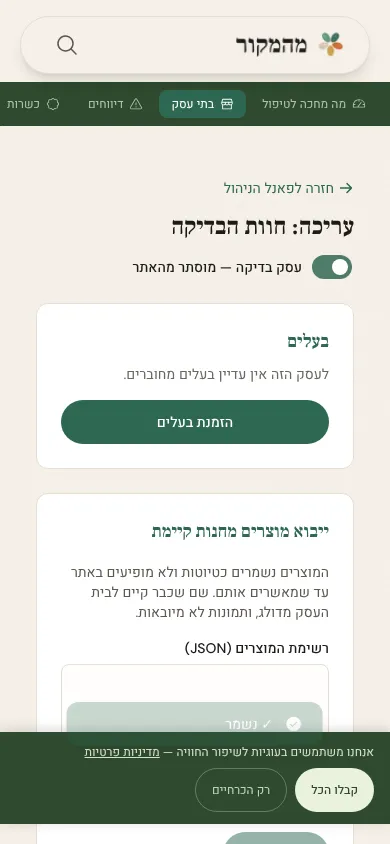 מהמקור
מה מחכה לטיפול
בתי עסק
דיווחים
כשרות
→ חזרה לפאנל הניהול
עריכה: חוות הבדיקה
עסק בדיקה — מוסתר מהאתר
בעלים
לעסק הזה אין עדיין בעלים מחוברים.
הזמנת בעלים
ייבוא מוצרים מחנות קיימת
המוצרים נשמרים כטיוטות ולא מופיעים באתר
עד שמאשרים אותם. שם שכבר קיים לבית
העסק מדולג, ותמונות לא מיובאות.
רשימת המוצרים (JSON)
✓ נשמר
אנחנו משתמשים בעוגיות לשיפור החוויה — מדיניות פרטיות
קבלו הכל
רק הכרחיים